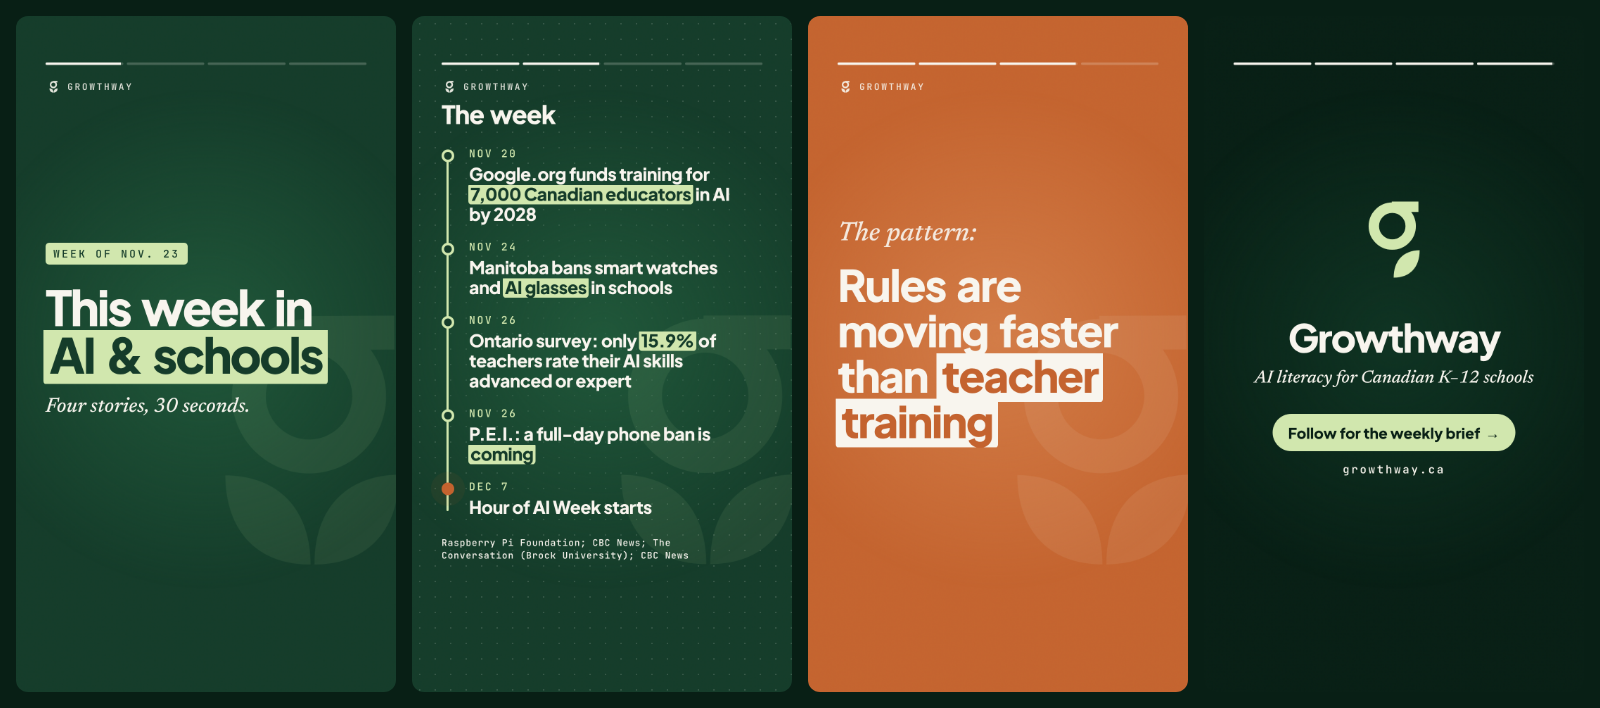 GROWTHWAY
WEEK OF NOV. 23
This week in
AI & schools
Four stories, 30 seconds.
GROWTHWAY
The week
NOV 20
Google.org funds training for
7,000 Canadian educators in AI
by 2028
NOV 24
Manitoba bans smart watches
and AI glasses in schools
NOV 26
Ontario survey: only 15.9% of
teachers rate their AI skills
advanced or expert
NOV 26
P.E.I.: a full-day phone ban is
coming
DEC 7
Hour of AI Week starts
Raspberry Pi Foundation; CBC News; The
Conversation (Brock University); CBC News
GROWTHWAY
The pattern:
Rules are
moving faster
than teacher
training
Growthway
AI literacy for Canadian K–12 schools
Follow for the weekly brief →
growthway.ca